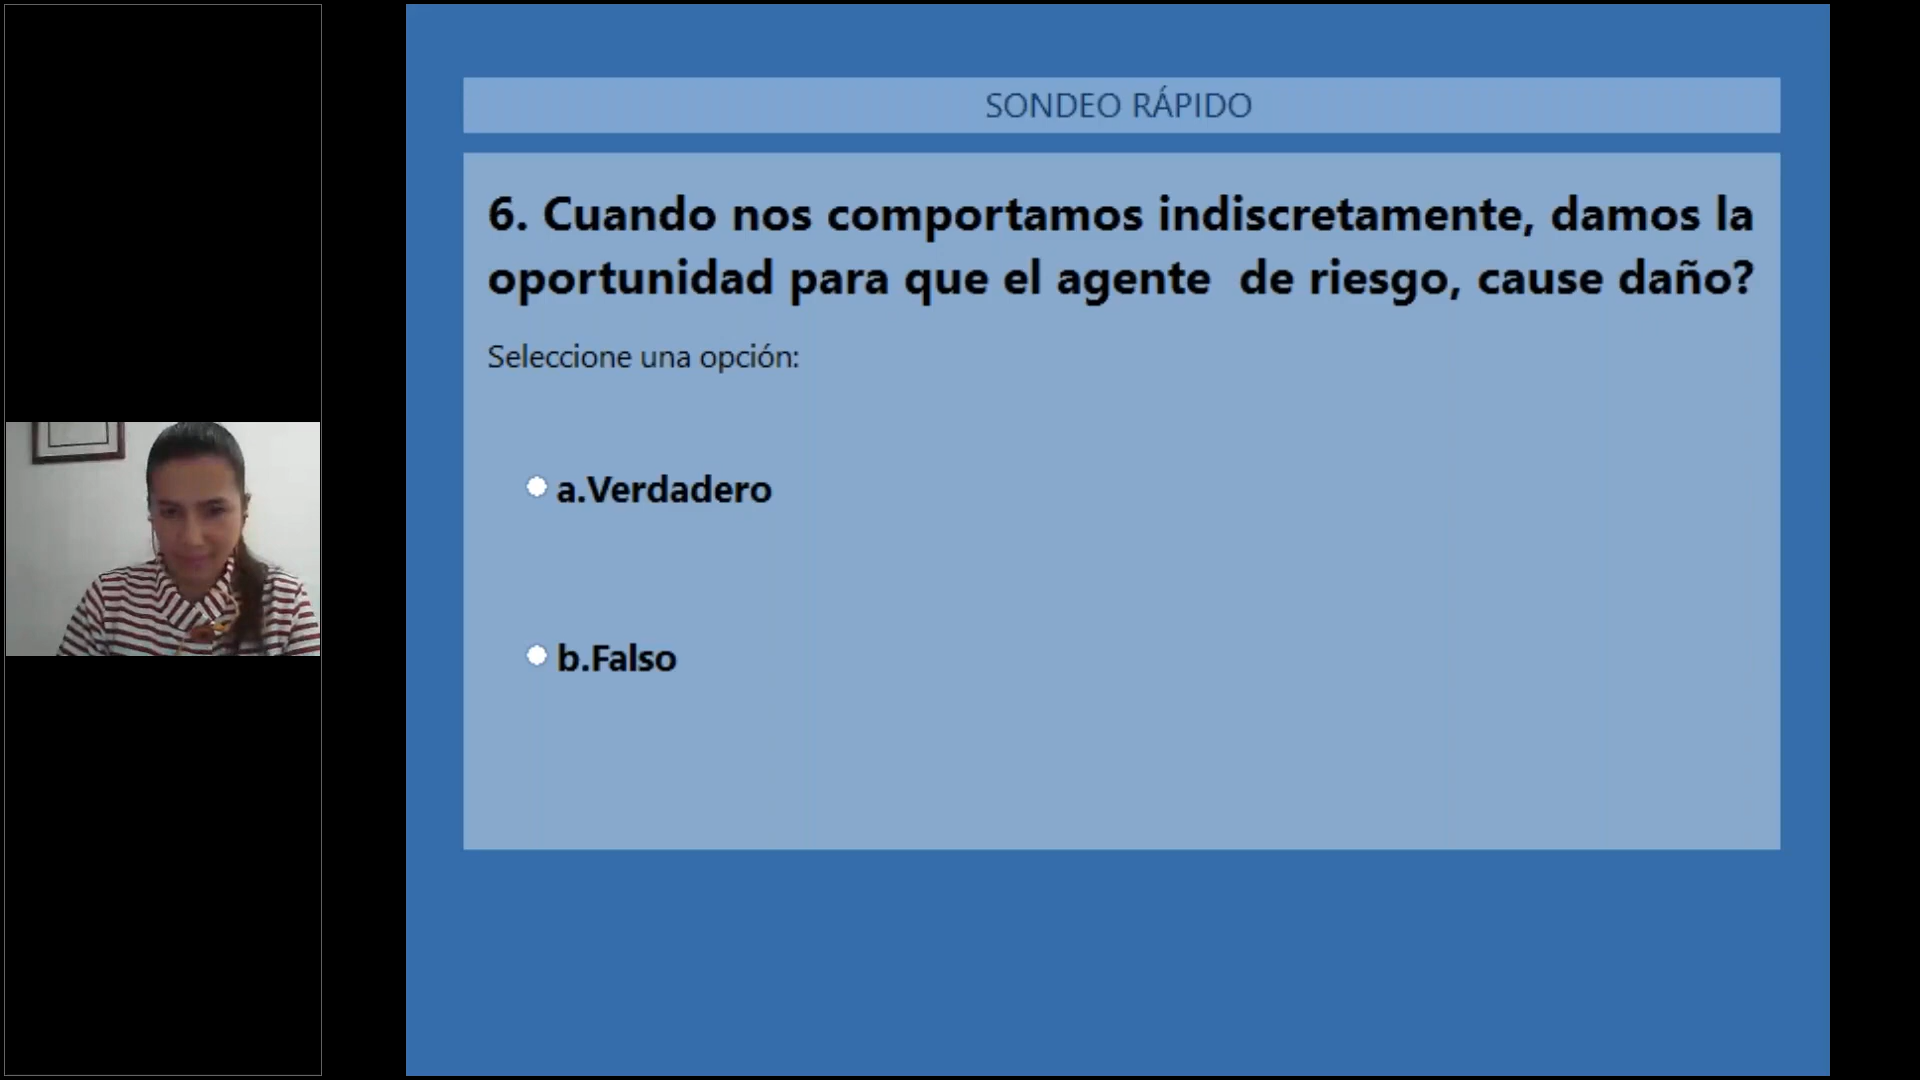 SONDEO RÁPIDO
6. Cuando nos comportamos indiscretamente, damos la
oportunidad para que el agente de riesgo, cause daño?
Seleccione una opción:
a.Verdadero
b.Falso